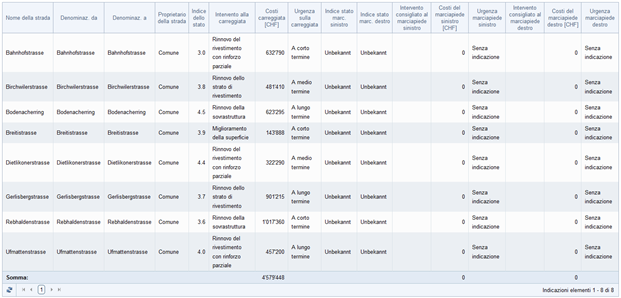 Nome della strada | Denominaz. da | Denominaz. a | Proprietario della strada | Indice dello stato | Intervento alla carreggiata | Costi carreggiata [CHF] | Urgenza sulla carreggiata | Indice stato marc. sinistro | Indice stato marc. destro | Intervento consigliato al marciapiede sinistro | Costi del marciapiede sinistro [CHF] | Urgenza marciapiede sinistro | Intervento consigliato al marciapiede destro | Costi del marciapiede destro [CHF] | Urgenza marciapiede destro
Bahnhofstrasse | Bahnhofstrasse | Bahnhofstrasse | Comune | 3.0 | Rinnovo del rivestimento con rinforzo parziale | 632'790 | A corto termine | Unbekannt | Unbekannt | 0 | Senza indicazione | 0 | Senza indicazione
Birchwilerstrasse | Birchwilerstrasse | Birchwilerstrasse | Comune | 3.8 | Rinnovo dello strato di rivestimento | 481'410 | A medio termine | Unbekannt | Unbekannt | 0 | Senza indicazione | 0 | Senza indicazione
Bodenacherring | Bodenacherring | Bodenacherring | Comune | 4.5 | Rinnovo della sovrastruttura | 623'295 | A lungo termine | Unbekannt | Unbekannt | 0 | Senza indicazione | 0 | Senza indicazione
Breitistrasse | Breitistrasse | Breitistrasse | Comune | 3.9 | Miglioramento della superficie | 143'888 | A corto termine | Unbekannt | Unbekannt | 0 | Senza indicazione | 0 | Senza indicazione
Dietlikonerstrasse | Dietlikonerstrasse | Dietlikonerstrasse | Comune | 4.4 | Rinnovo del rivestimento con rinforzo parziale | 322'290 | A medio termine | Unbekannt | Unbekannt | 0 | Senza indicazione | 0 | Senza indicazione
Gerlisbergstrasse | Gerlisbergstrasse | Gerlisbergstrasse | Comune | 3.7 | Rinnovo dello strato di rivestimento | 901'215 | A lungo termine | Unbekannt | Unbekannt | 0 | Senza indicazione | 0 | Senza indicazione
Rebhaldenstrasse | Rebhaldenstrasse | Rebhaldenstrasse | Comune | 3.6 | Rinnovo della sovrastruttura | 1'017'360 | A corto termine | Unbekannt | Unbekannt | 0 | Senza indicazione | 0 | Senza indicazione
Ufmattenstrasse | Ufmattenstrasse | Ufmattenstrasse | Comune | 4.0 | Rinnovo del rivestimento con rinforzo parziale | 457'200 | A lungo termine | Unbekannt | Unbekannt | 0 | Senza indicazione | 0 | Senza indicazione
Somma: | 4'579'448 | 0 | 0
1 | Indicazioni elementi 1 - 8 di 8